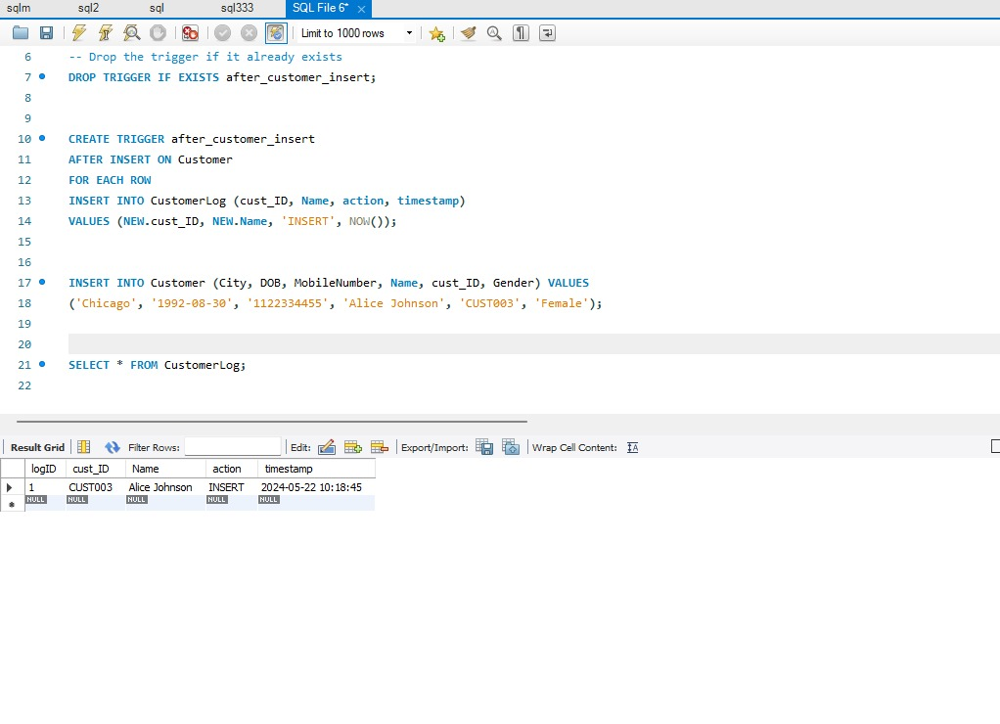 sqlm sql2 sql sql333 SQL File 6*
Limit to 1000 rows
6 -- Drop the trigger if it already exists
7 DROP TRIGGER IF EXISTS after_customer_insert;
8
9
10 CREATE TRIGGER after_customer_insert
11 AFTER INSERT ON Customer
12 FOR EACH ROW
13 INSERT INTO CustomerLog (cust_ID, Name, action, timestamp)
14 VALUES (NEW.cust_ID, NEW.Name, 'INSERT', NOW());
15
16
17 INSERT INTO Customer (City, DOB, MobileNumber, Name, cust_ID, Gender) VALUES
18 ('Chicago', '1992-08-30', '1122334455', 'Alice Johnson', 'CUST003', 'Female');
19
20
21 SELECT * FROM CustomerLog;
22
Result Grid Filter Rows: Edit: Export/Import: Wrap Cell Content: IA
logID cust_ID Name action timestamp
1 CUST003 Alice Johnson INSERT 2024-05-22 10:18:45
NULL NULL NULL NULL NULL